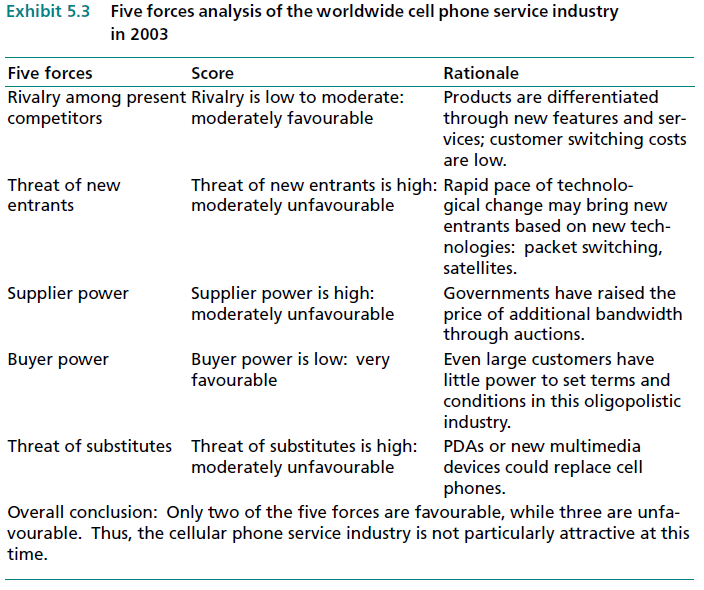 Exhibit 5.3 Five forces analysis of the worldwide cell phone service industry
in 2003
Five forces Score Rationale
Rivalry among present Rivalry is low to moderate: Products are differentiated
competitors moderately favourable through new features and ser-
vices; customer switching costs
are low.
Threat of new Threat of new entrants is high: Rapid pace of technolo-
entrants moderately unfavourable gical change may bring new
entrants based on new tech-
nologies: packet switching,
satellites.
Supplier power Supplier power is high: Governments have raised the
moderately unfavourable price of additional bandwidth
through auctions.
Buyer power Buyer power is low: very Even large customers have
favourable little power to set terms and
conditions in this oligopolistic
industry.
Threat of substitutes Threat of substitutes is high: PDAs or new multimedia
moderately unfavourable devices could replace cell
phones.
Overall conclusion: Only two of the five forces are favourable, while three are unfa-
vourable. Thus, the cellular phone service industry is not particularly attractive at this
time.